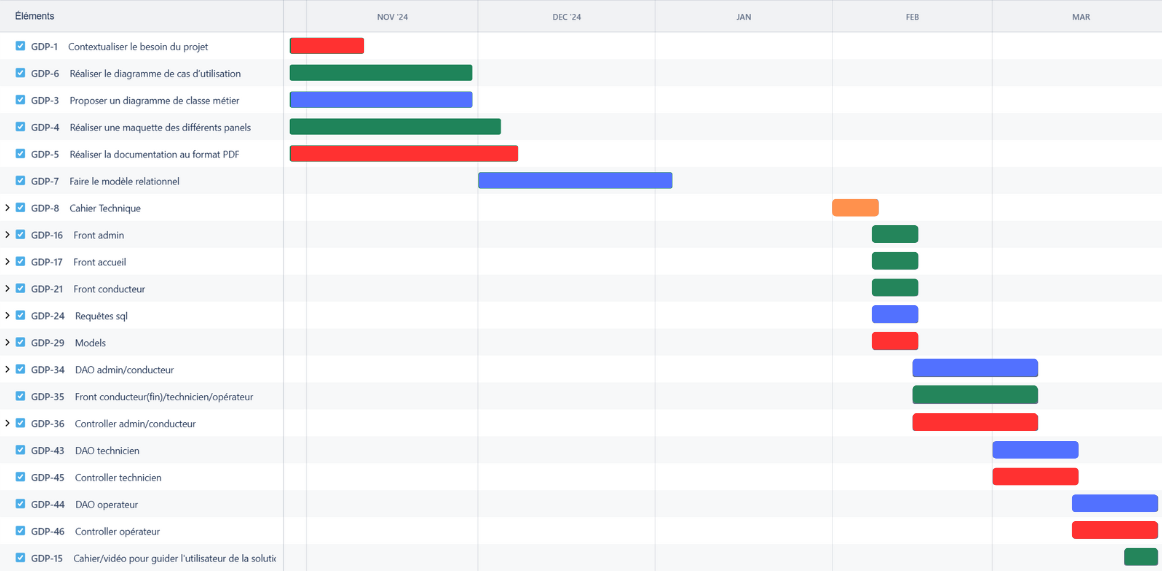 Éléments NOV '24 DEC '24 JAN FEB MAR
GDP-1 Contextualiser le besoin du projet
GDP-6 Réaliser le diagramme de cas d'utilisation
GDP-3 Proposer un diagramme de classe métier
GDP-4 Réaliser une maquette des différents panels
GDP-5 Réaliser la documentation au format PDF
GDP-7 Faire le modèle relationnel
GDP-8 Cahier Technique
GDP-16 Front admin
GDP-17 Front accueil
GDP-21 Front conducteur
GDP-24 Requêtes sql
GDP-29 Models
GDP-34 DAO admin/conducteur
GDP-35 Front conducteur(fin)/technicien/opérateur
GDP-36 Controller admin/conducteur
GDP-43 DAO technicien
GDP-45 Controller technicien
GDP-44 DAO operateur
GDP-46 Controller opérateur
GDP-15 Cahier/vidéo pour guider l'utilisateur de la soluti